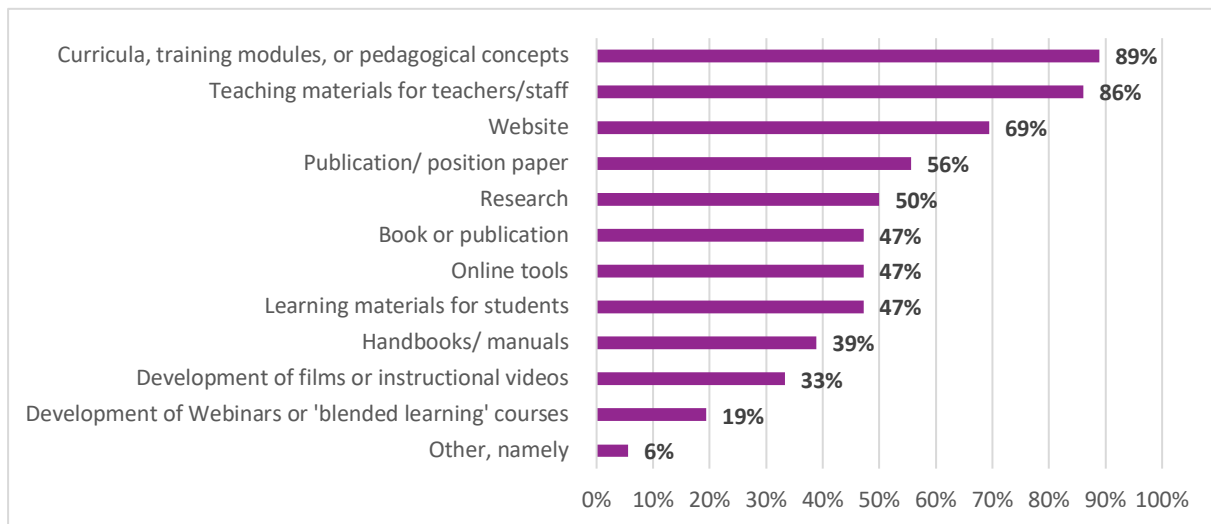 Curricula, training modules, or pedagogical concepts 89%
Teaching materials for teachers/staff 86%
Website 69%
Publication/ position paper 56%
Research 50%
Book or publication 47%
Online tools 47%
Learning materials for students 47%
Handbooks/ manuals 39%
Development of films or instructional videos 33%
Development of Webinars or 'blended learning' courses 19%
Other, namely 6%
0% 10% 20% 30% 40% 50% 60% 70% 80% 90% 100%